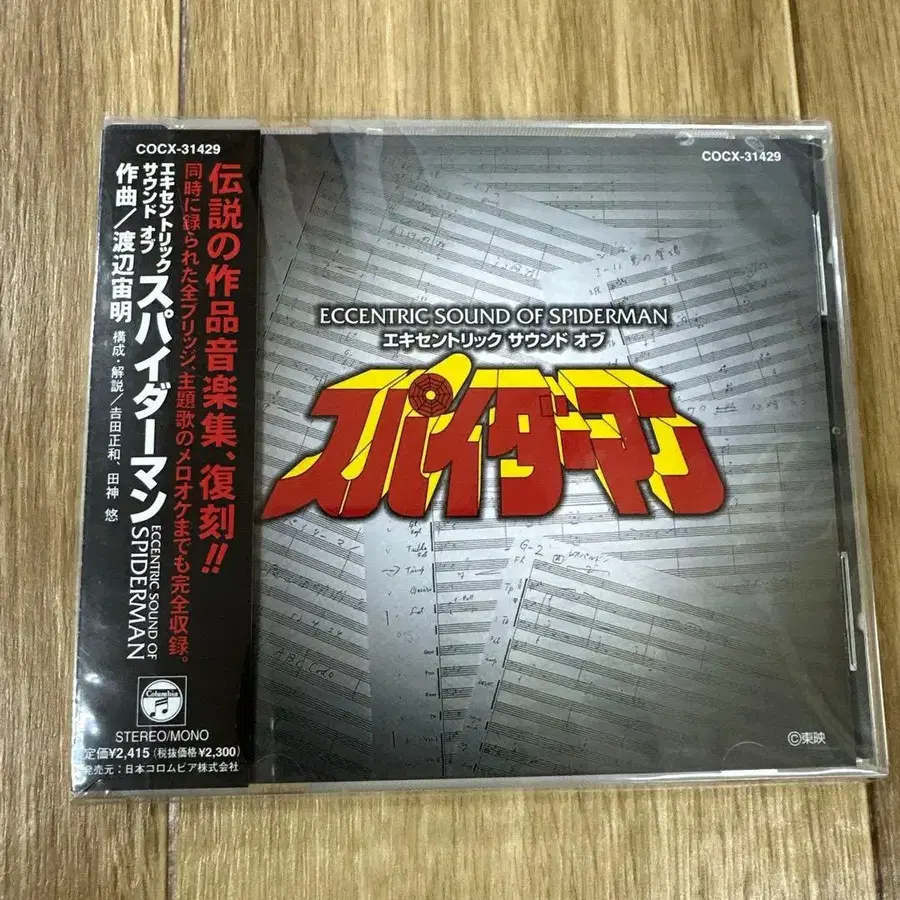 COCX-31429
伝説の作品音楽集、復刻!!
同時に録られた全ブリッジ、主題歌のメロオケまでも完全収録。
エキセントリック
サウンド オブ
スパイダーマン
ECCENTRIC SOUND OF
SPIDERMAN
作曲/渡辺宙明
構成・解説/吉田正和、田神 悠
Columbia
STEREO/MONO
定価¥2,415(税抜価格¥2,300)
発売元:日本コロムビア株式会社
COCX-31429
ECCENTRIC SOUND OF SPIDERMAN
エキセントリック サウンド オブ
スパイダーマン
G-2
©東映